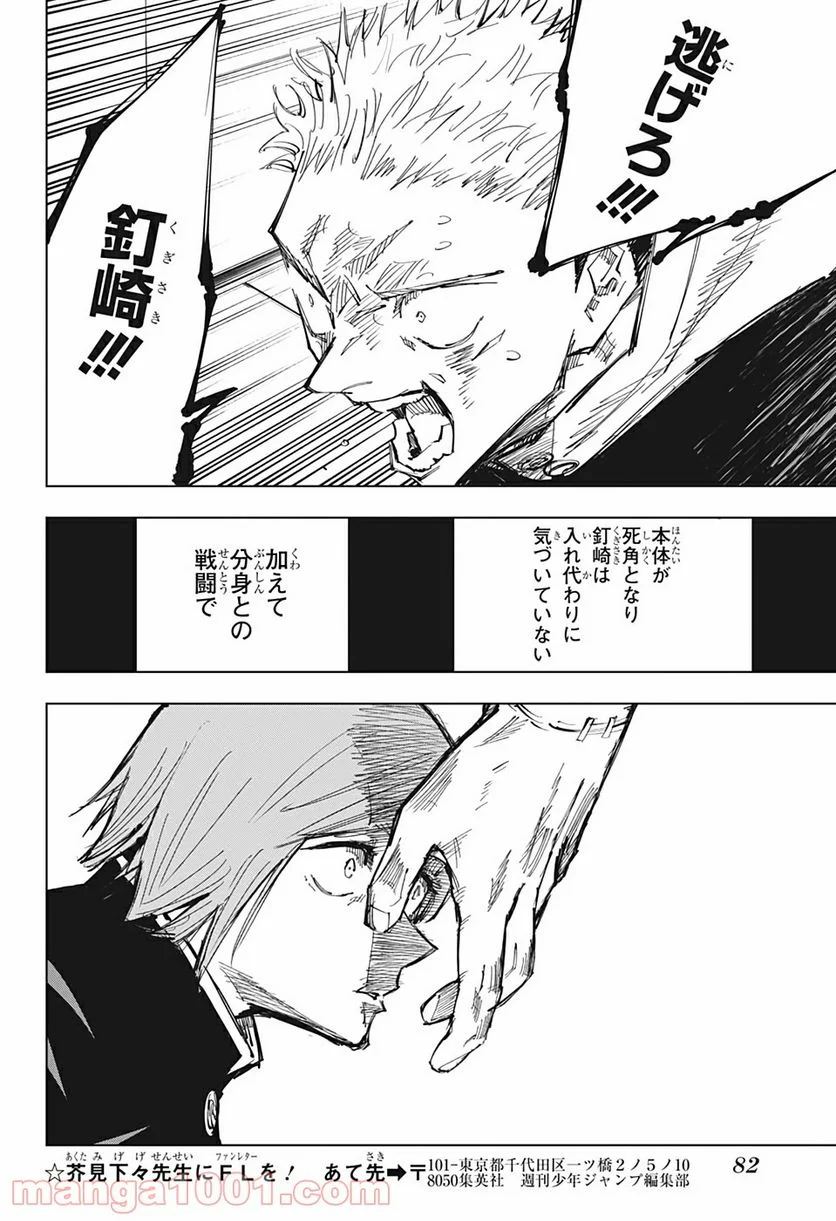 逃げろ!!!
釘崎!!!
本体が
死角となり
釘崎は
入れ代わりに
気づいていない
加えて
分身との
戦闘で
☆芥見下々先生にＦＬを！ あて先➡〒101-東京都千代田区一ツ橋２ノ５ノ10
8050集英社 週刊少年ジャンプ編集部
82
manga1000.com